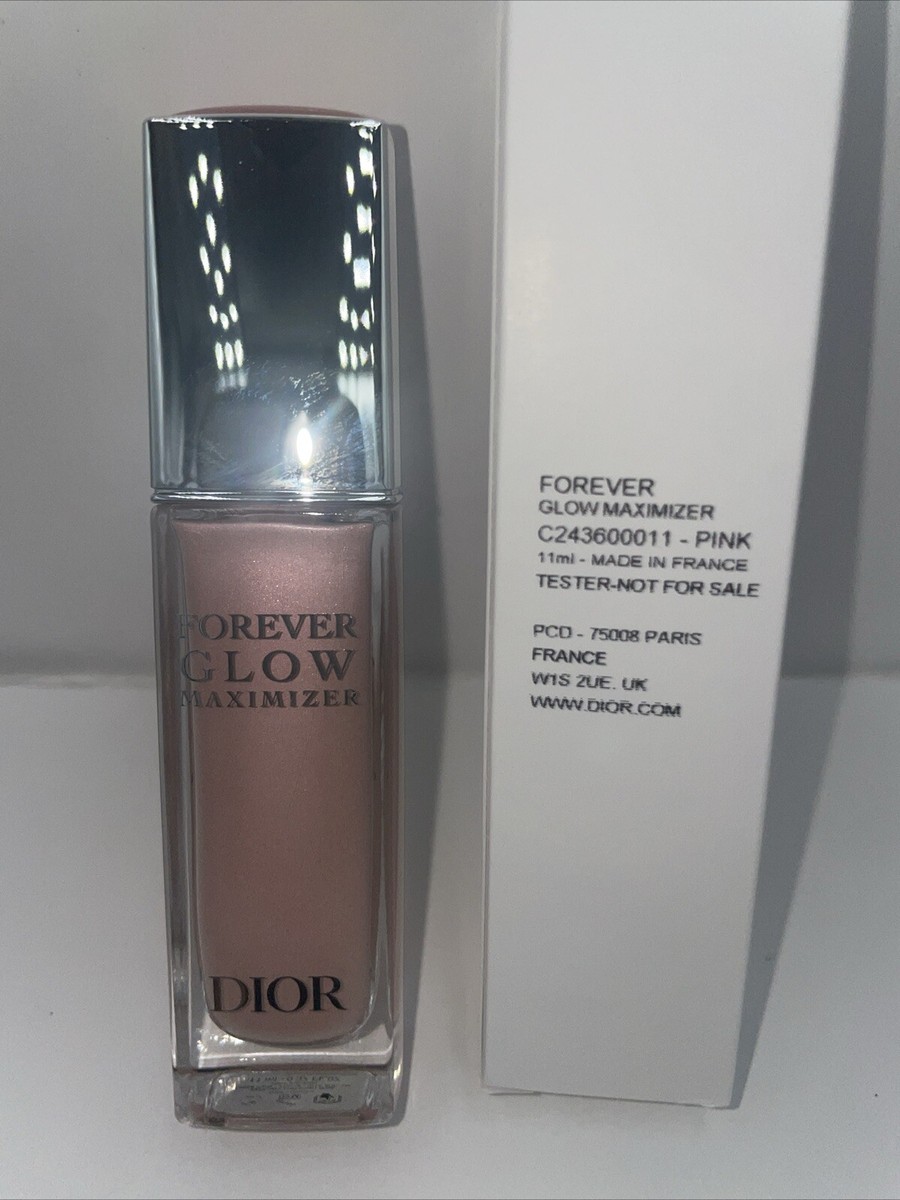 FOREVER
GLOW
MAXIMIZER
DIOR
FOREVER
GLOW MAXIMIZER
C243600011 - PINK
11ml - MADE IN FRANCE
TESTER-NOT FOR SALE
PCD - 75008 PARIS
FRANCE
W1S 2UE. UK
WWW.DIOR.COM